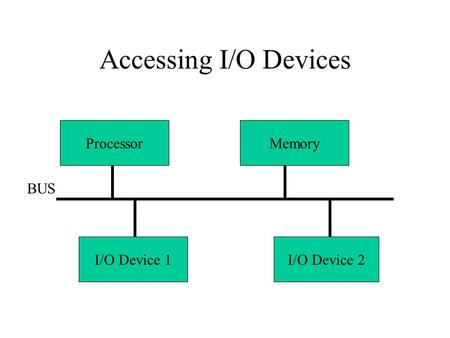 Accessing I/O Devices
Processor
Memory
BUS
I/O Device 1
I/O Device 2